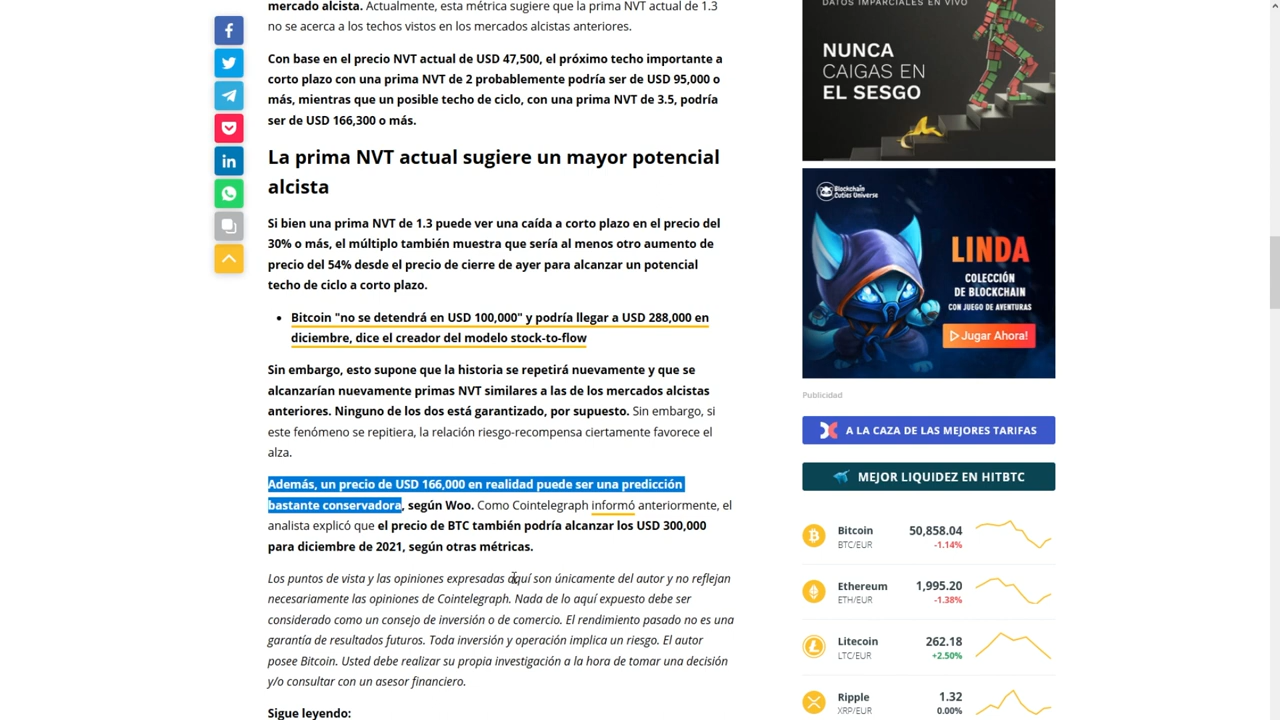 mercado alcista. Actualmente, esta métrica sugiere que la prima NVT actual de 1.3
no se acerca a los techos vistos en los mercados alcistas anteriores.
Con base en el precio NVT actual de USD 47,500, el próximo techo importante a
corto plazo con una prima NVT de 2 probablemente podría ser de USD 95,000 o
más, mientras que un posible techo de ciclo, con una prima NVT de 3.5, podría
ser de USD 166,300 o más.
La prima NVT actual sugiere un mayor potencial
alcista
Si bien una prima NVT de 1.3 puede ver una caída a corto plazo en el precio del
30% o más, el múltiplo también muestra que sería al menos otro aumento de
precio del 54% desde el precio de cierre de ayer para alcanzar un potencial
techo de ciclo a corto plazo.
Bitcoin "no se detendrá en USD 100,000" y podría llegar a USD 288,000 en
diciembre, dice el creador del modelo stock-to-flow
Sin embargo, esto supone que la historia se repetirá nuevamente y que se
alcanzarían nuevamente primas NVT similares a las de los mercados alcistas
anteriores. Ninguno de los dos está garantizado, por supuesto. Sin embargo, si
este fenómeno se repitiera, la relación riesgo-recompensa ciertamente favorece el
alza.
Además, un precio de USD 166,000 en realidad puede ser una predicción
bastante conservadora, según Woo. Como Cointelegraph informó anteriormente, el
analista explicó que el precio de BTC también podría alcanzar los USD 300,000
para diciembre de 2021, según otras métricas.
Los puntos de vista y las opiniones expresadas aquí son únicamente del autor y no reflejan
necesariamente las opiniones de Cointelegraph. Nada de lo aquí expuesto debe ser
considerado como un consejo de inversión o de comercio. El rendimiento pasado no es una
garantía de resultados futuros. Toda inversión y operación implica un riesgo. El autor
posee Bitcoin. Usted debe realizar su propia investigación a la hora de tomar una decisión
y/o consultar con un asesor financiero.
Sigue leyendo:
DATOS IMPARCIALES EN VIVO
NUNCA
CAIGAS EN
EL SESGO
Blockchain
Cuties Universe
LINDA
COLECCIÓN
DE BLOCKCHAIN
CON JUEGO DE AVENTURAS
Jugar Ahora!
Publicidad
A LA CAZA DE LAS MEJORES TARIFAS
MEJOR LIQUIDEZ EN HITBTC
Bitcoin 50,858.04
BTC/EUR -1.14%
Ethereum 1,995.20
ETH/EUR -1.38%
Litecoin 262.18
LTC/EUR +2.50%
Ripple 1.32
XRP/EUR 0.00%